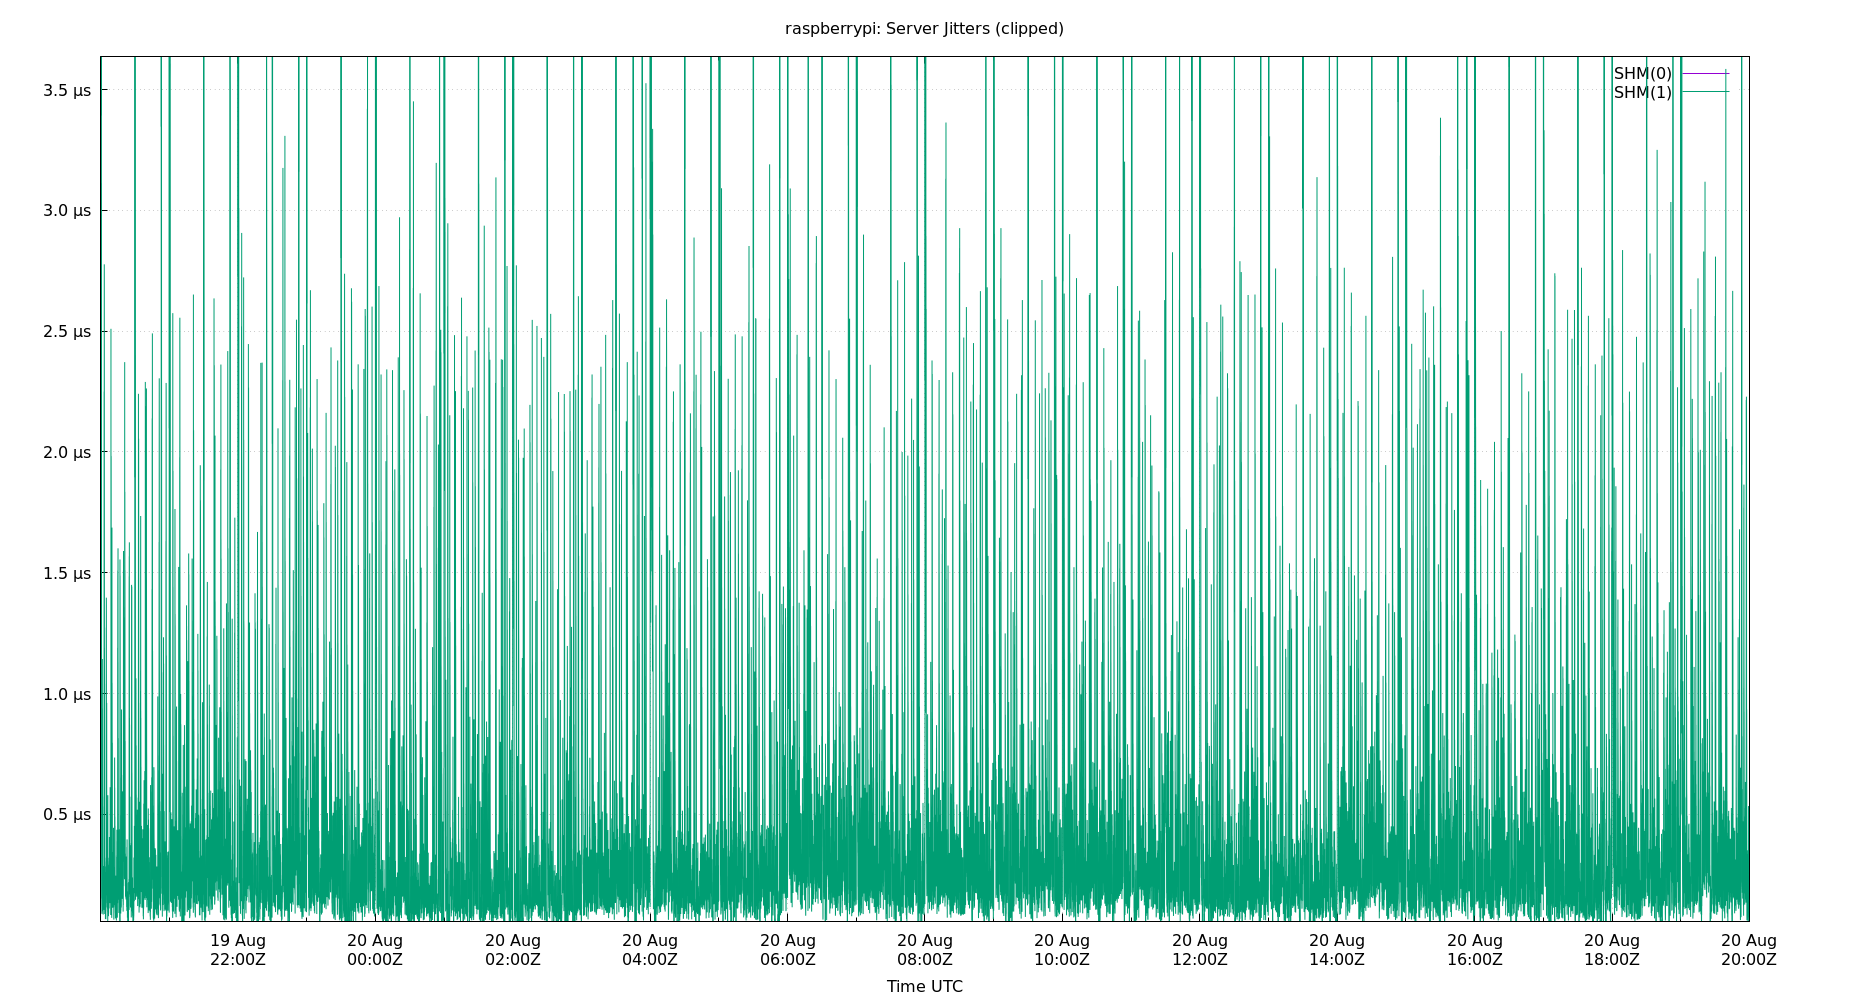 raspberrypi: Server Jitters (clipped)
SHM(0)
SHM(1)
3.5 µs
3.0 µs
2.5 µs
2.0 µs
1.5 µs
1.0 µs
0.5 µs
19 Aug 20 Aug 20 Aug 20 Aug 20 Aug 20 Aug 20 Aug 20 Aug 20 Aug 20 Aug 20 Aug 20 Aug
22:00Z 00:00Z 02:00Z 04:00Z 06:00Z 08:00Z 10:00Z 12:00Z 14:00Z 16:00Z 18:00Z 20:00Z
Time UTC